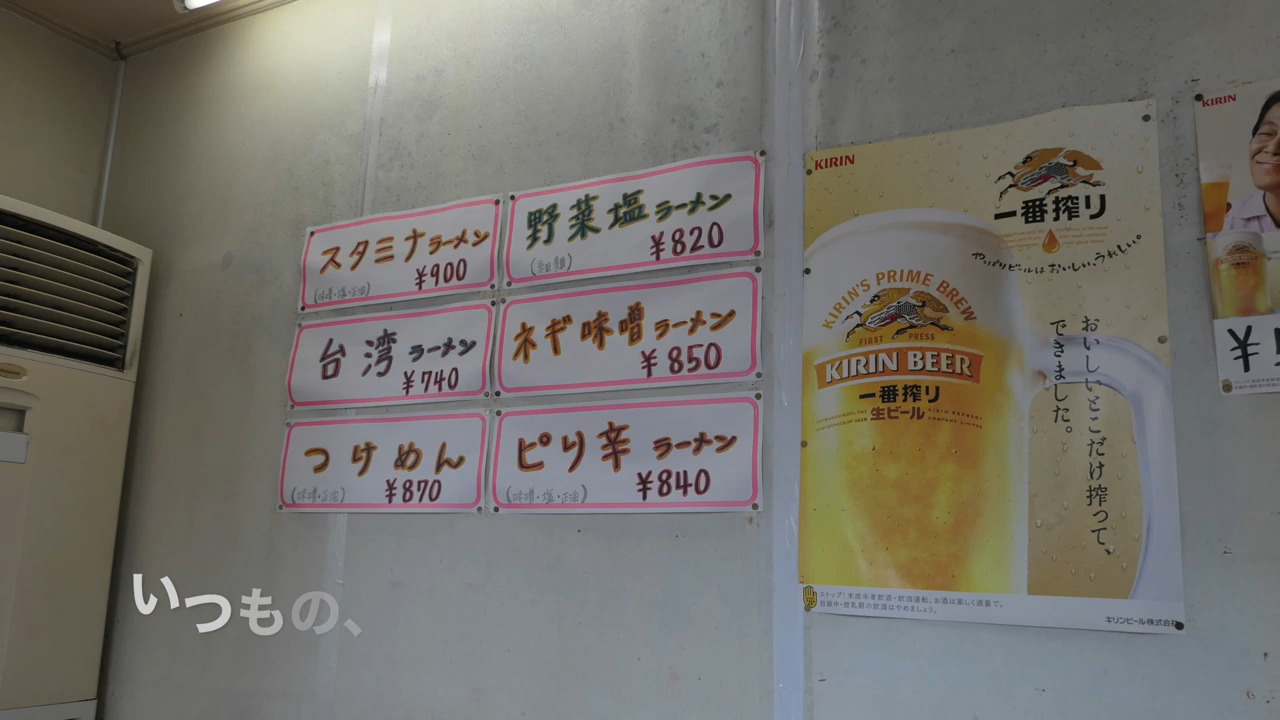 スタミナラーメン
¥900
(味噌・塩・正油)
野菜塩ラーメン
¥820
(細麺)
台湾ラーメン
¥740
ネギ味噌ラーメン
¥850
つけめん
¥870
(味噌・正油)
ピリ辛ラーメン
¥840
(味噌・塩・正油)
KIRIN
一番搾り
やっぱりビールはおいしい。うれしい。
KIRIN'S PRIME BREW
FIRST PRESS
KIRIN BEER
一番搾り
生ビール
おいしいとこだけ搾って、
できました。
ストップ!未成年者飲酒・飲酒運転。お酒は楽しく適量で。
妊娠中・授乳期の飲酒はやめましょう。
キリンビール株式会社
KIRIN
¥
いつもの、